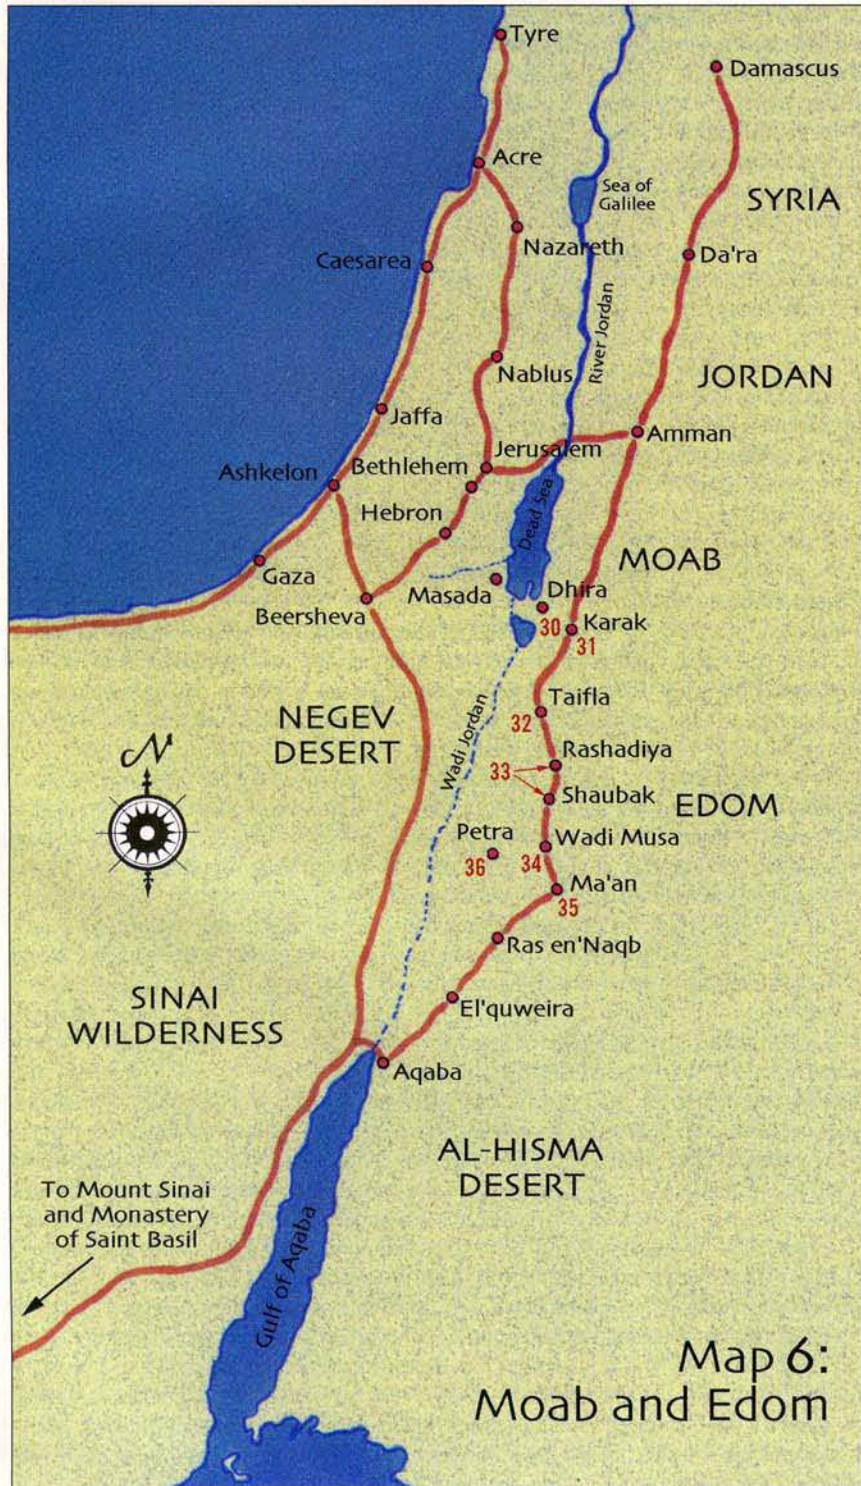 Tyre
Damascus
Acre
Sea of
Galilee
SYRIA
Nazareth
Caesarea
Da'ra
River Jordan
Nablus
JORDAN
Jaffa
Amman
Jerusalem
Bethlehem
Ashkelon
Dead Sea
Hebron
MOAB
Gaza
Masada
Dhira
Beersheva
30
Karak
31
Taifla
32
NEGEV
DESERT
Wadi Jordan
N
Rashadiya
33
Shaubak
EDOM
Petra
Wadi Musa
36
34
Ma'an
35
Ras en'Naqb
SINAI
WILDERNESS
El'quweira
Aqaba
AL-HISMA
DESERT
To Mount Sinai
and Monastery
of Saint Basil
Gulf of Aqaba
Map 6:
Moab and Edom